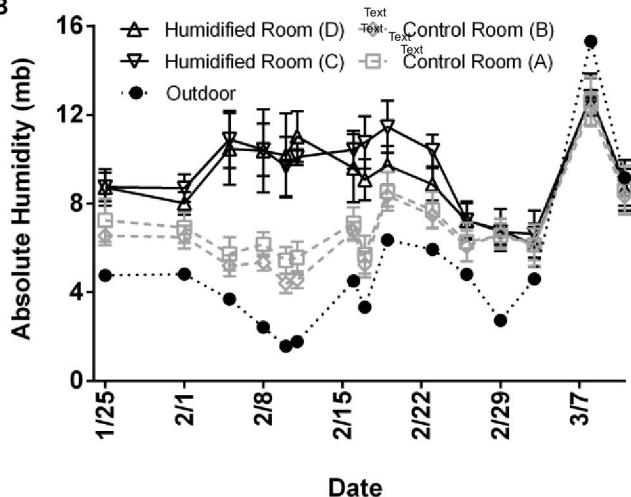 B
Text
Humidified Room (D)
Text
Control Room (B)
Text
Text
Humidified Room (C)
Control Room (A)
Outdoor
Absolute Humidity (mb)
16
12
8
4
0
1/25
2/1
2/8
2/15
2/22
2/29
3/7
Date